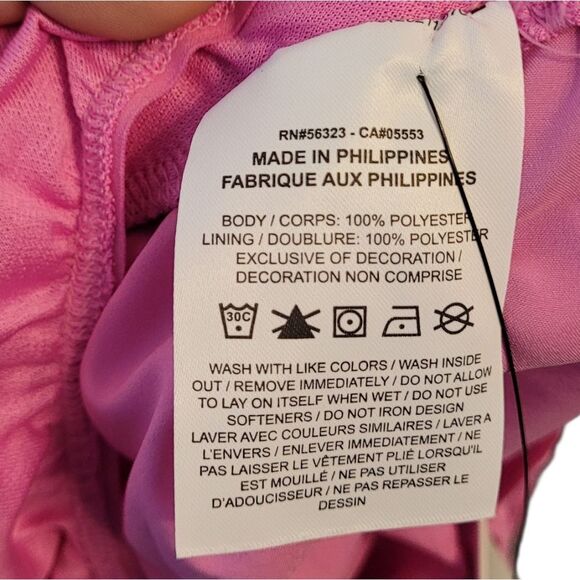 RN#56323 - CA#05553
MADE IN PHILIPPINES
FABRIQUE AUX PHILIPPINES
BODY / CORPS: 100% POLYESTER
LINING / DOUBLURE: 100% POLYESTER
EXCLUSIVE OF DECORATION /
DECORATION NON COMPRISE
30C
WASH WITH LIKE COLORS / WASH INSIDE
OUT / REMOVE IMMEDIATELY / DO NOT ALLOW
TO LAY ON ITSELF WHEN WET / DO NOT USE
SOFTENERS / DO NOT IRON DESIGN
LAVER AVEC COULEURS SIMILAIRES / LAVER A
L'ENVERS / ENLEVER IMMEDIATEMENT / NE
PAS LAISSER LE VÊTEMENT PLIÉ LORSQU'IL
EST MOUILLÉ / NE PAS UTILISER
D'ADOUCISSEUR / NE PAS REPASSER LE
DESSIN